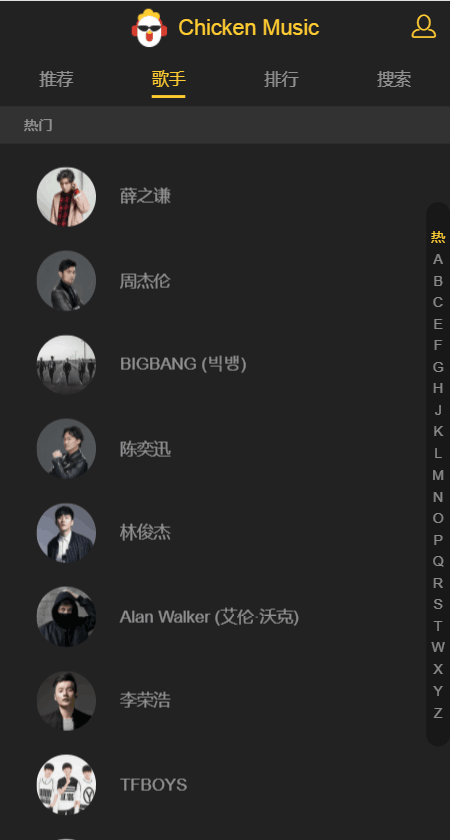 Chicken Music
推荐 歌手 排行 搜索
热门
薛之谦
周杰伦
BIGBANG (빅뱅)
陈奕迅
林俊杰
Alan Walker (艾伦·沃克)
李荣浩
TFBOYS
热
A
B
C
E
F
G
H
J
K
L
M
N
O
P
Q
R
S
T
W
X
Y
Z